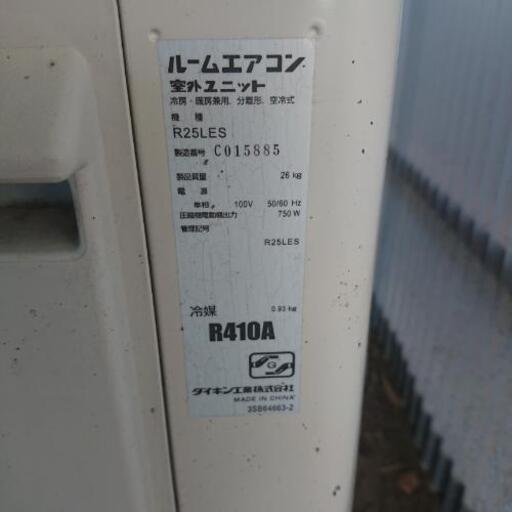 ルームエアコン
室外ユニット
冷房・暖房兼用、分離形、空冷式
機 種
R25LES
製造番号 C015885
製品質量 26 kg
電 源
単相 100V 50/60 Hz
圧縮機電動機出力 750 W
管理記号
R25LES
冷媒 0.93 kg
R410A
G
ダイキン工業株式会社
MADE IN CHINA
3SB64663-2